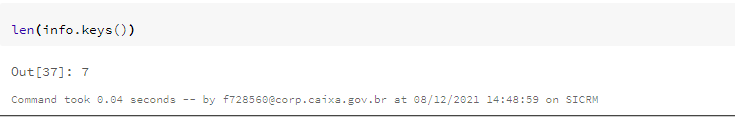 len(info.keys())
Out[37]: 7
Command took 0.04 seconds -- by f728560@corp.caixa.gov.br at 08/12/2021 14:48:59 on SICRM